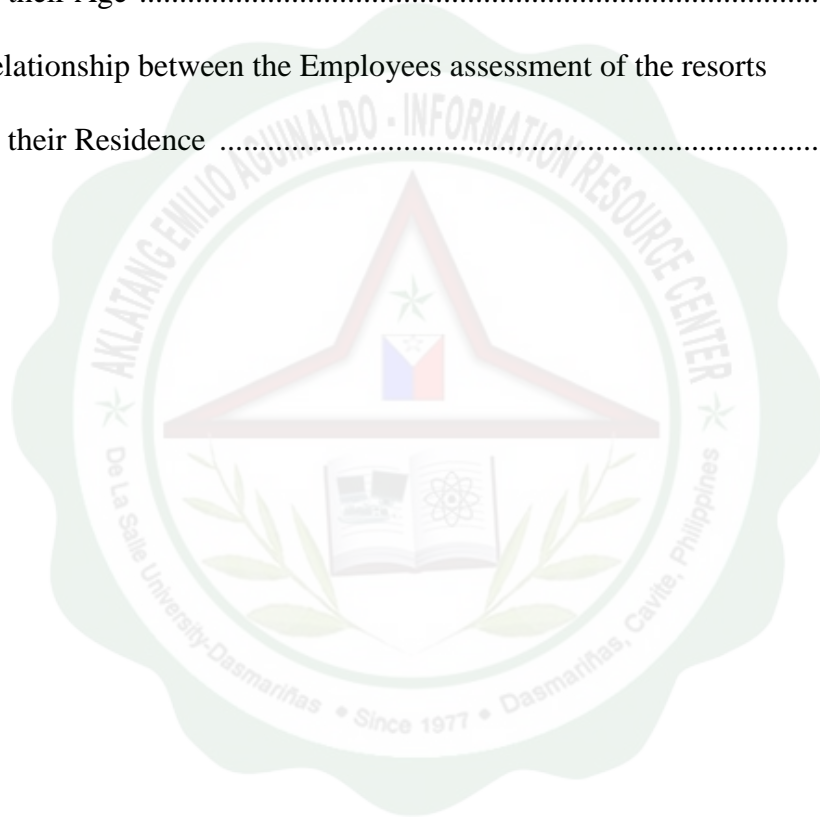 their Age ..........................................................................................
elationship between the Employees assessment of the resorts
their Residence ................................................................................
AKLATANG EMILIO AGUINALDO - INFORMATION RESOURCE CENTER
De La Salle University-Dasmariñas • Since 1977 • Dasmariñas, Cavite, Philippines